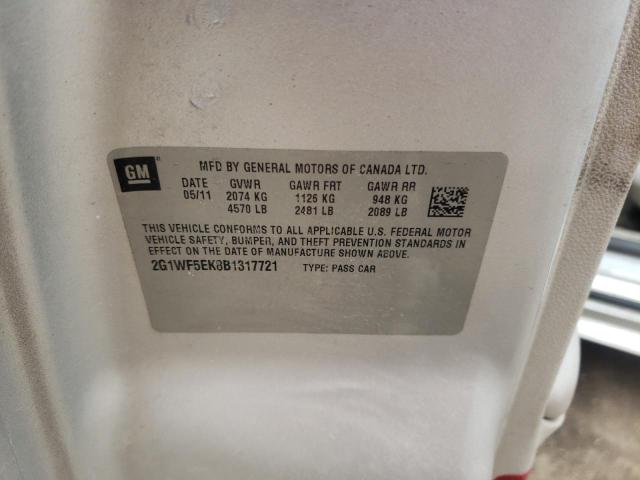 GM
MFD BY GENERAL MOTORS OF CANADA LTD.
DATE GVWR GAWR FRT GAWR RR
05/11 2074 KG 1126 KG 948 KG
4570 LB 2481 LB 2089 LB
THIS VEHICLE CONFORMS TO ALL APPLICABLE U.S. FEDERAL MOTOR
VEHICLE SAFETY, BUMPER, AND THEFT PREVENTION STANDARDS IN
EFFECT ON THE DATE OF MANUFACTURE SHOWN ABOVE.
2G1WF5EK8B1317721 TYPE: PASS CAR